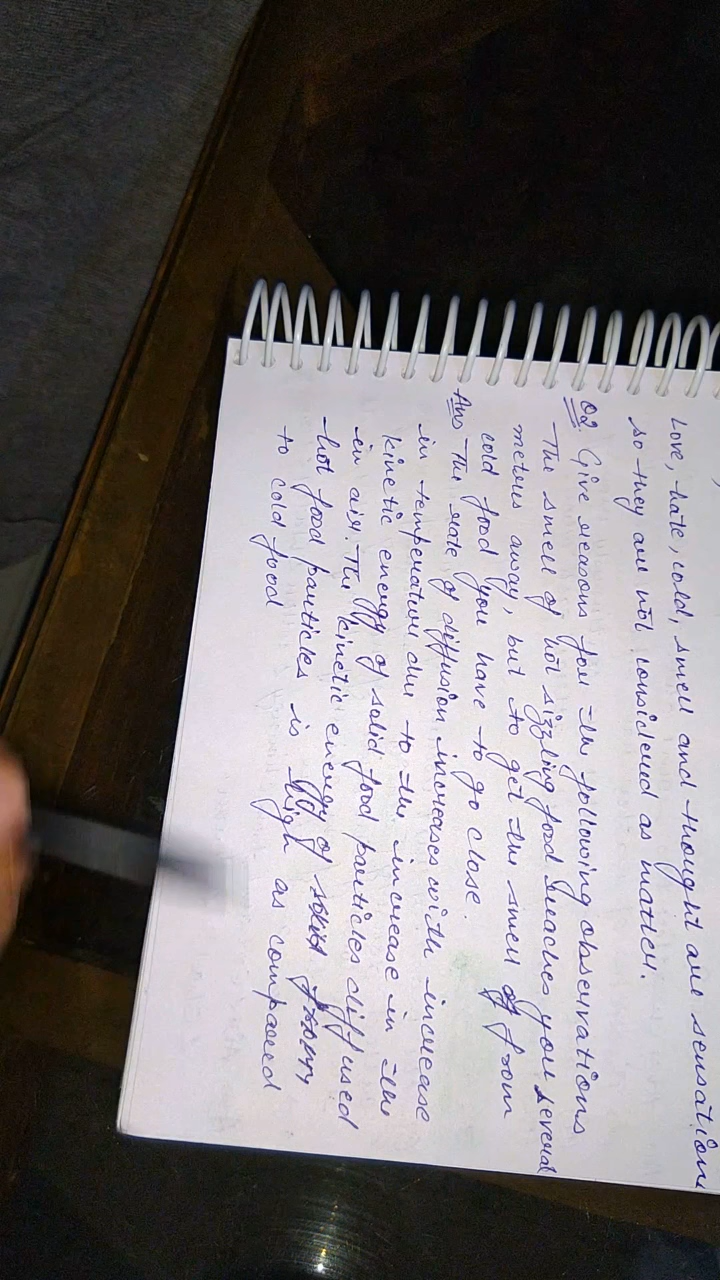 Love, hate, cold, smell and thought are sensations
so they are not considered as matter.
Q2. Give reasons for the following observations
The smell of hot sizzling food reaches you several
meters away, but to get the smell of from
cold food you have to go close.
Ans The rate of diffusion increases with increase
in temperature due to the increase in the
kinetic energy of solid food particles diffused
in air. The kinetic energy of
hot food particles is high as compared
to cold food